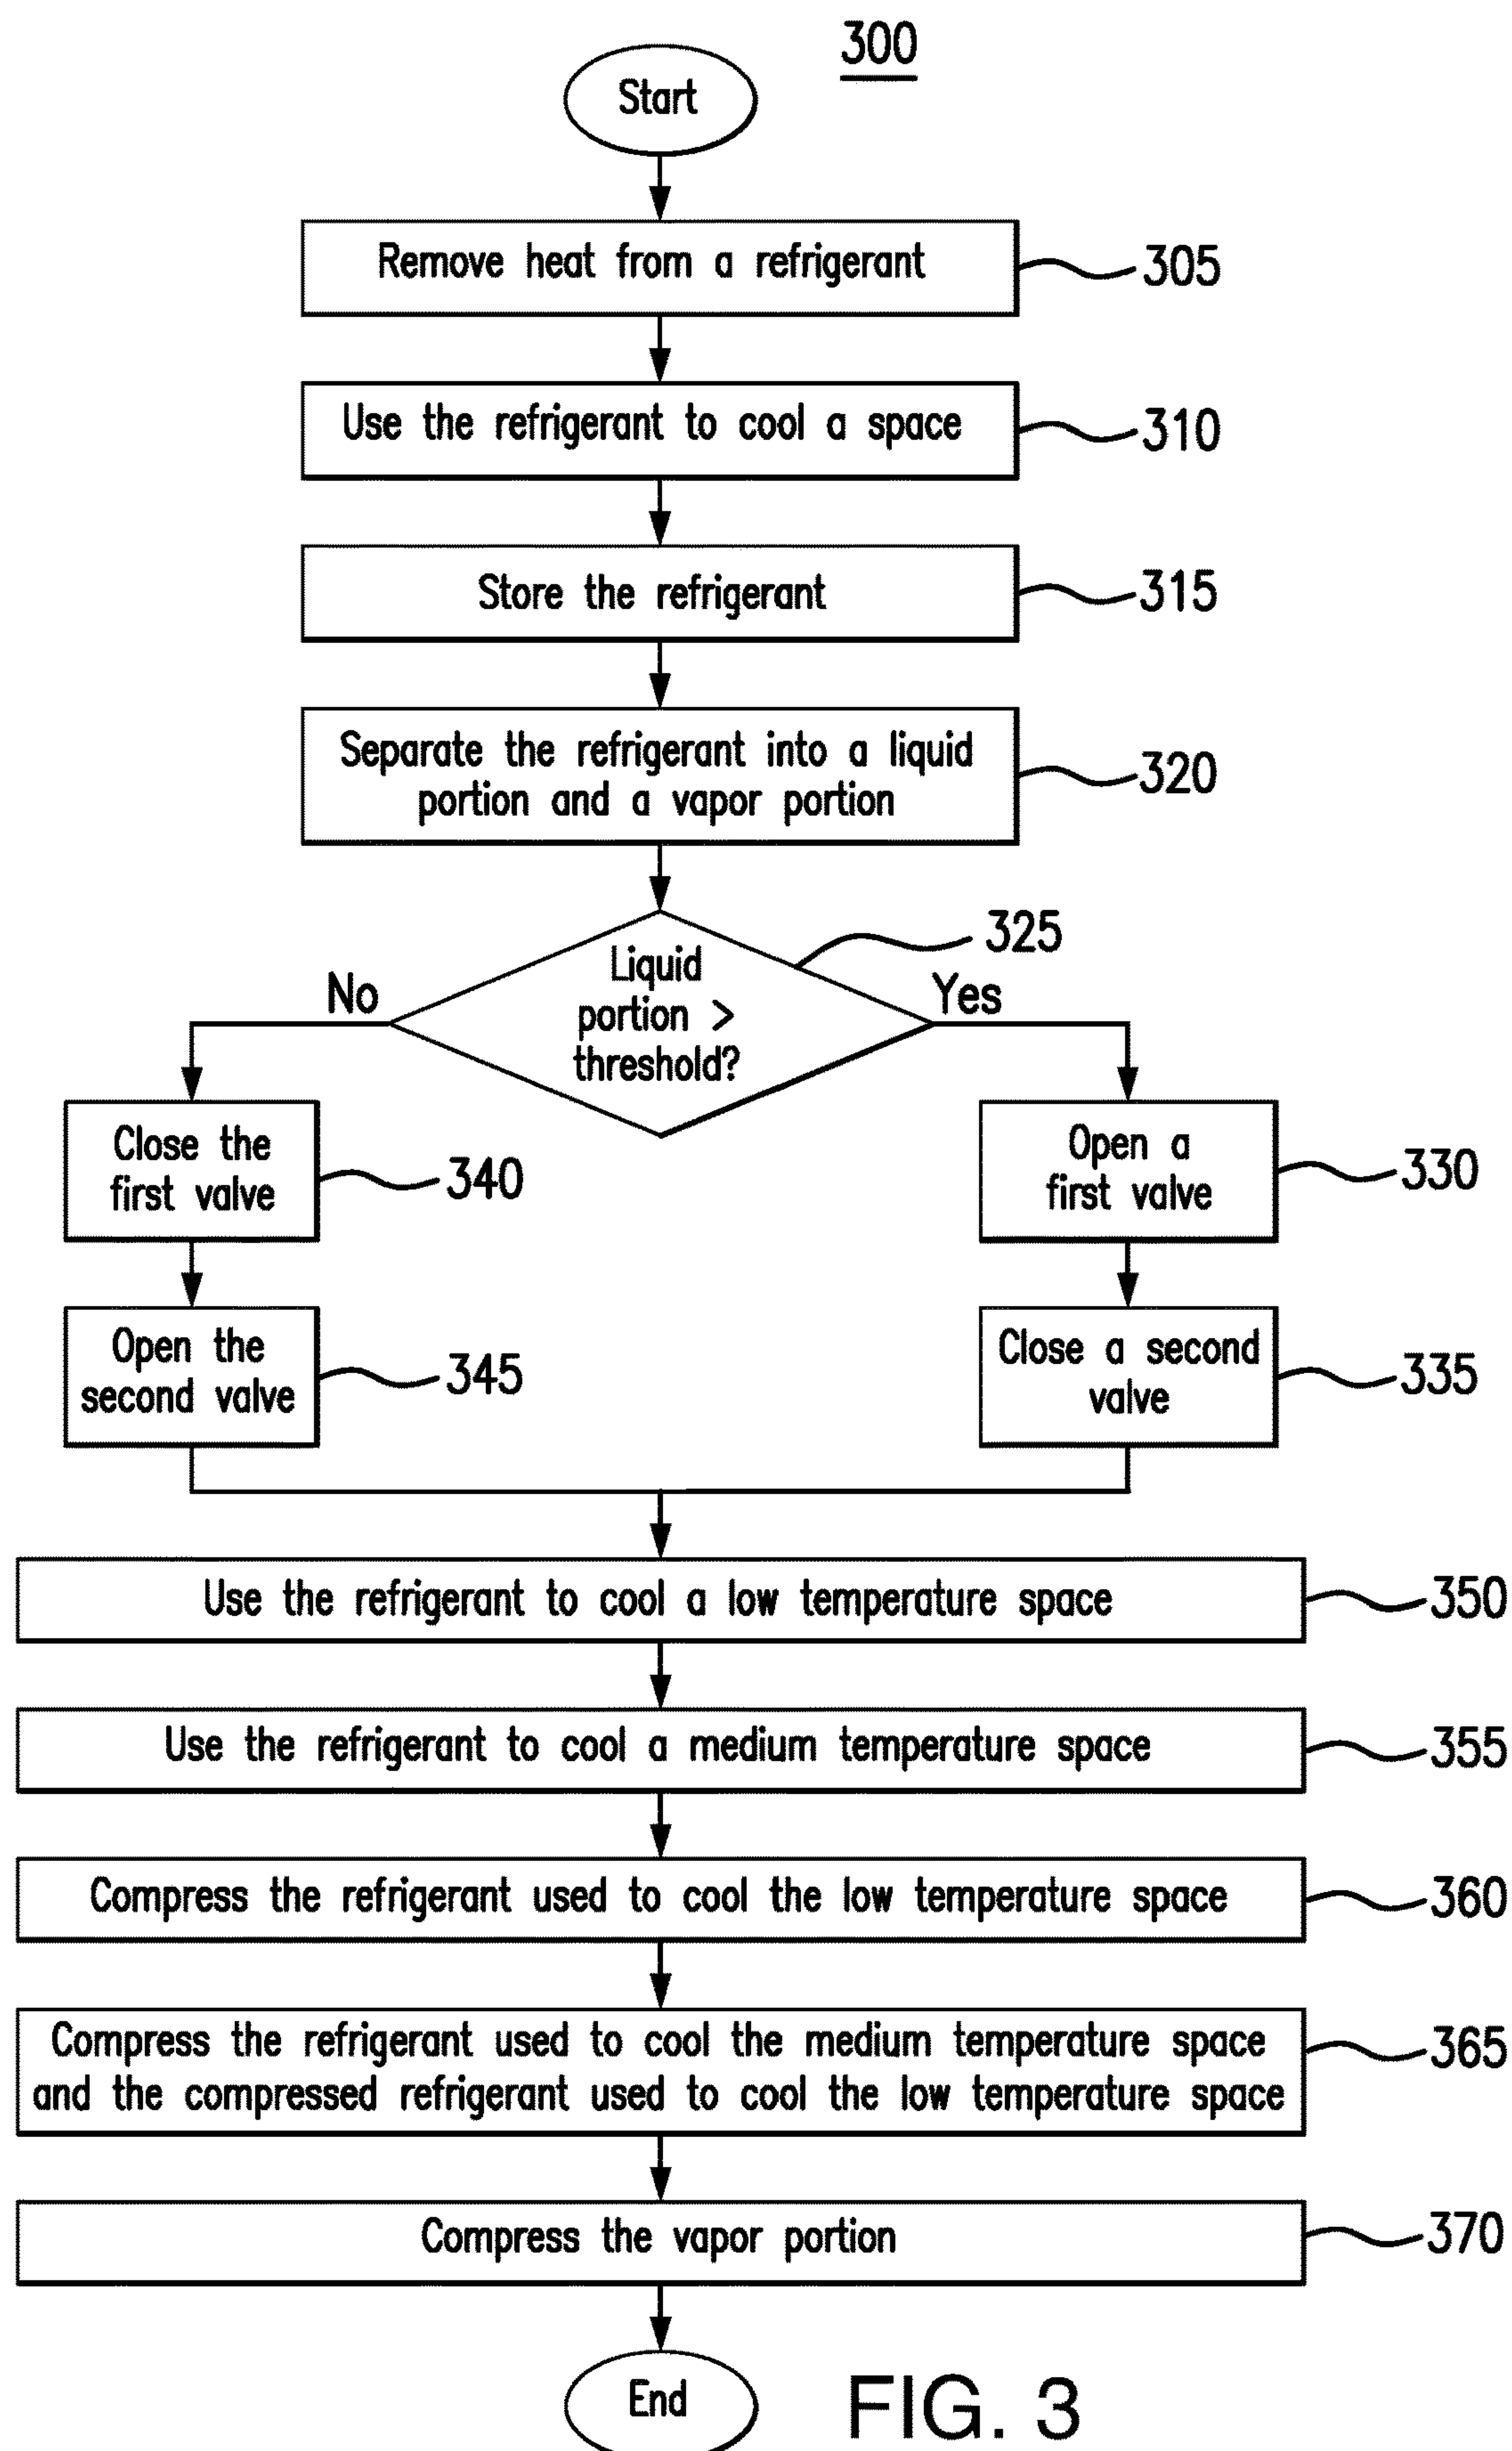 300
Start
Remove heat from a refrigerant
305
Use the refrigerant to cool a space
310
Store the refrigerant
315
Separate the refrigerant into a liquid
portion and a vapor portion
320
325
Liquid
portion >
threshold?
No
Yes
Close the
first valve
340
Open a
first valve
330
Open the
second valve
345
Close a second
valve
335
Use the refrigerant to cool a low temperature space
350
Use the refrigerant to cool a medium temperature space
355
Compress the refrigerant used to cool the low temperature space
360
Compress the refrigerant used to cool the medium temperature space
and the compressed refrigerant used to cool the low temperature space
365
Compress the vapor portion
370
End
FIG. 3